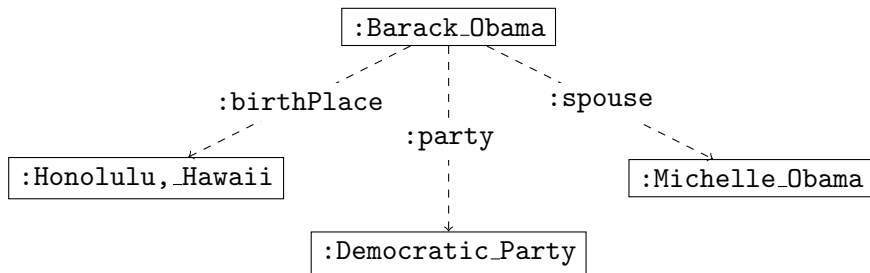 :Barack_Obama
:birthPlace
:spouse
:party
:Honolulu,_Hawaii
:Michelle_Obama
:Democratic_Party